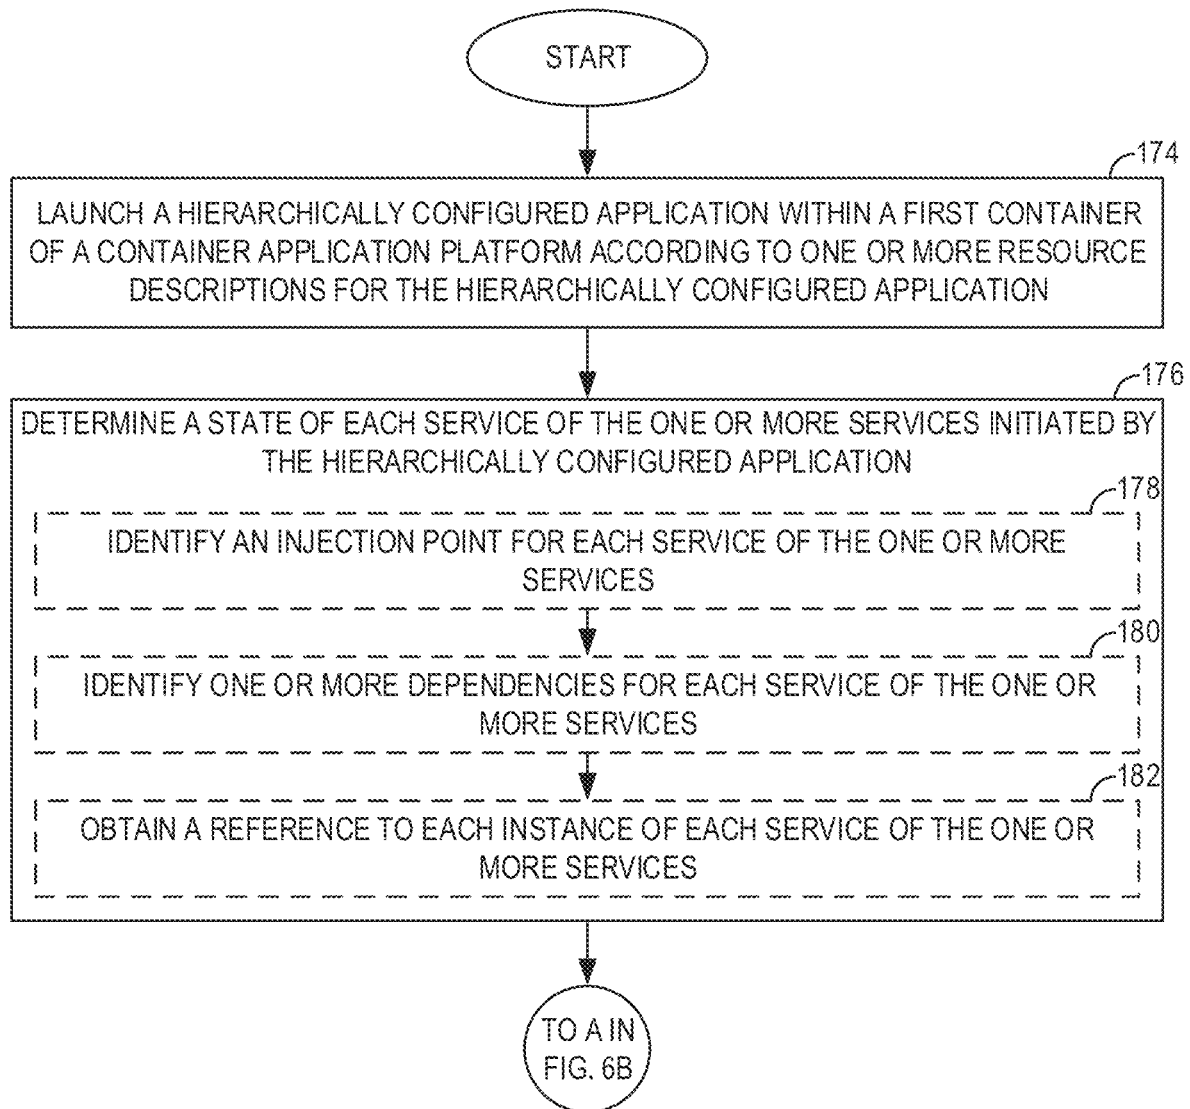 START
174
LAUNCH A HIERARCHICALLY CONFIGURED APPLICATION WITHIN A FIRST CONTAINER
OF A CONTAINER APPLICATION PLATFORM ACCORDING TO ONE OR MORE RESOURCE
DESCRIPTIONS FOR THE HIERARCHICALLY CONFIGURED APPLICATION
176
DETERMINE A STATE OF EACH SERVICE OF THE ONE OR MORE SERVICES INITIATED BY
THE HIERARCHICALLY CONFIGURED APPLICATION
178
IDENTIFY AN INJECTION POINT FOR EACH SERVICE OF THE ONE OR MORE
SERVICES
180
IDENTIFY ONE OR MORE DEPENDENCIES FOR EACH SERVICE OF THE ONE OR
MORE SERVICES
182
OBTAIN A REFERENCE TO EACH INSTANCE OF EACH SERVICE OF THE ONE OR
MORE SERVICES
TO A IN
FIG. 6B